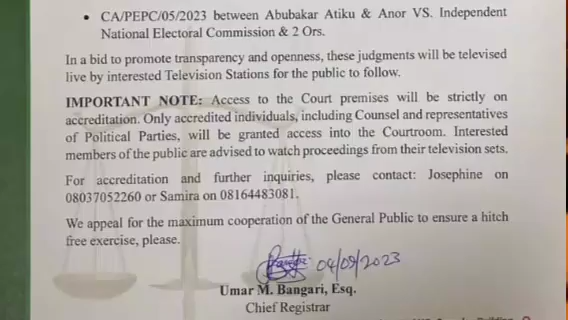 • CA/PEPC/05/2023 between Abubakar Atiku & Anor VS. Independent
National Electoral Commission & 2 Ors.
In a bid to promote transparency and openness, these judgments will be televised
live by interested Television Stations for the public to follow.
IMPORTANT NOTE: Access to the Court premises will be strictly on
accreditation. Only accredited individuals, including Counsel and representatives
of Political Parties, will be granted access into the Courtroom. Interested
members of the public are advised to watch proceedings from their television sets.
For accreditation and further inquiries, please contact: Josephine on
08037052260 or Samira on 08164483081.
We appeal for the maximum cooperation of the General Public to ensure a hitch
free exercise, please.
04/09/2023
Umar M. Bangari, Esq.
Chief Registrar